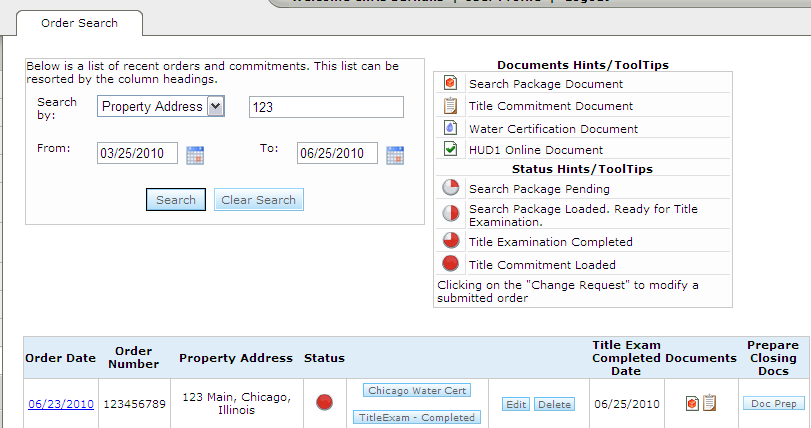 Order Search
Below is a list of recent orders and commitments. This list can be
resorted by the column headings.
Search by:
Property Address
123
From:
03/25/2010
To:
06/25/2010
Search
Clear Search
Documents Hints/ToolTips
Search Package Document
Title Commitment Document
Water Certification Document
HUD1 Online Document
Status Hints/ToolTips
Search Package Pending
Search Package Loaded. Ready for Title
Examination.
Title Examination Completed
Title Commitment Loaded
Clicking on the "Change Request" to modify a
submitted order
Order Date
Order Number
Property Address
Status
Title Exam Completed Date
Documents
Prepare Closing Docs
06/23/2010
123456789
123 Main, Chicago,
Illinois
Chicago Water Cert
TitleExam - Completed
Edit
Delete
06/25/2010
Doc Prep